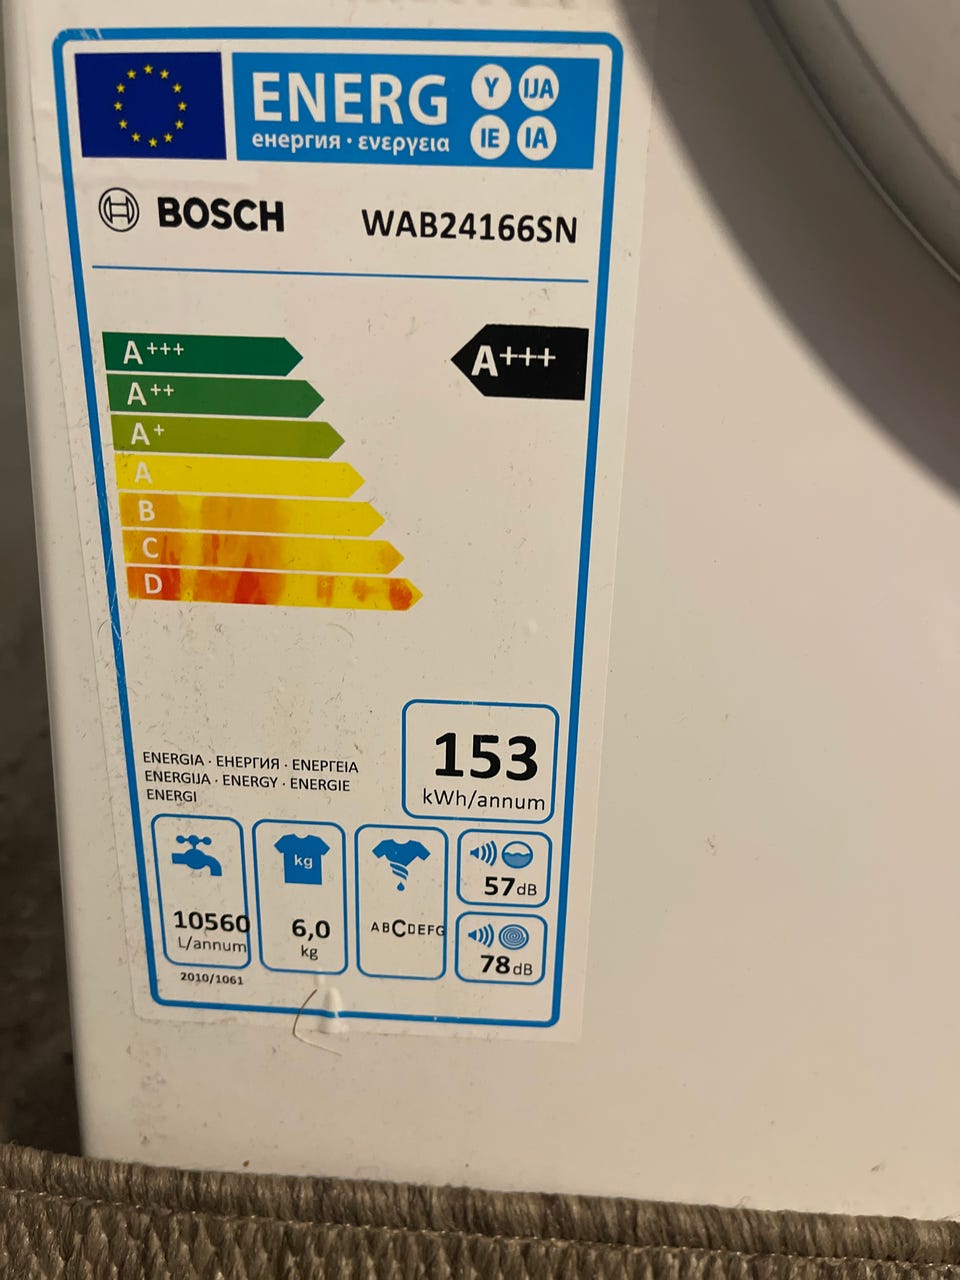 ENERG Y IJA
енергия · ενεργεια IE IA
BOSCH WAB24166SN
A+++ A+++
A++
A+
A
B
C
D
153
kWh/annum
ENERGIA · ЕНЕРГИЯ · ΕΝΕΡΓΕΙΑ
ENERGIJA · ENERGY · ENERGIE
ENERGI
10560
L/annum
kg
6,0
kg
ABCDEFG
57dB
78dB
2010/1061